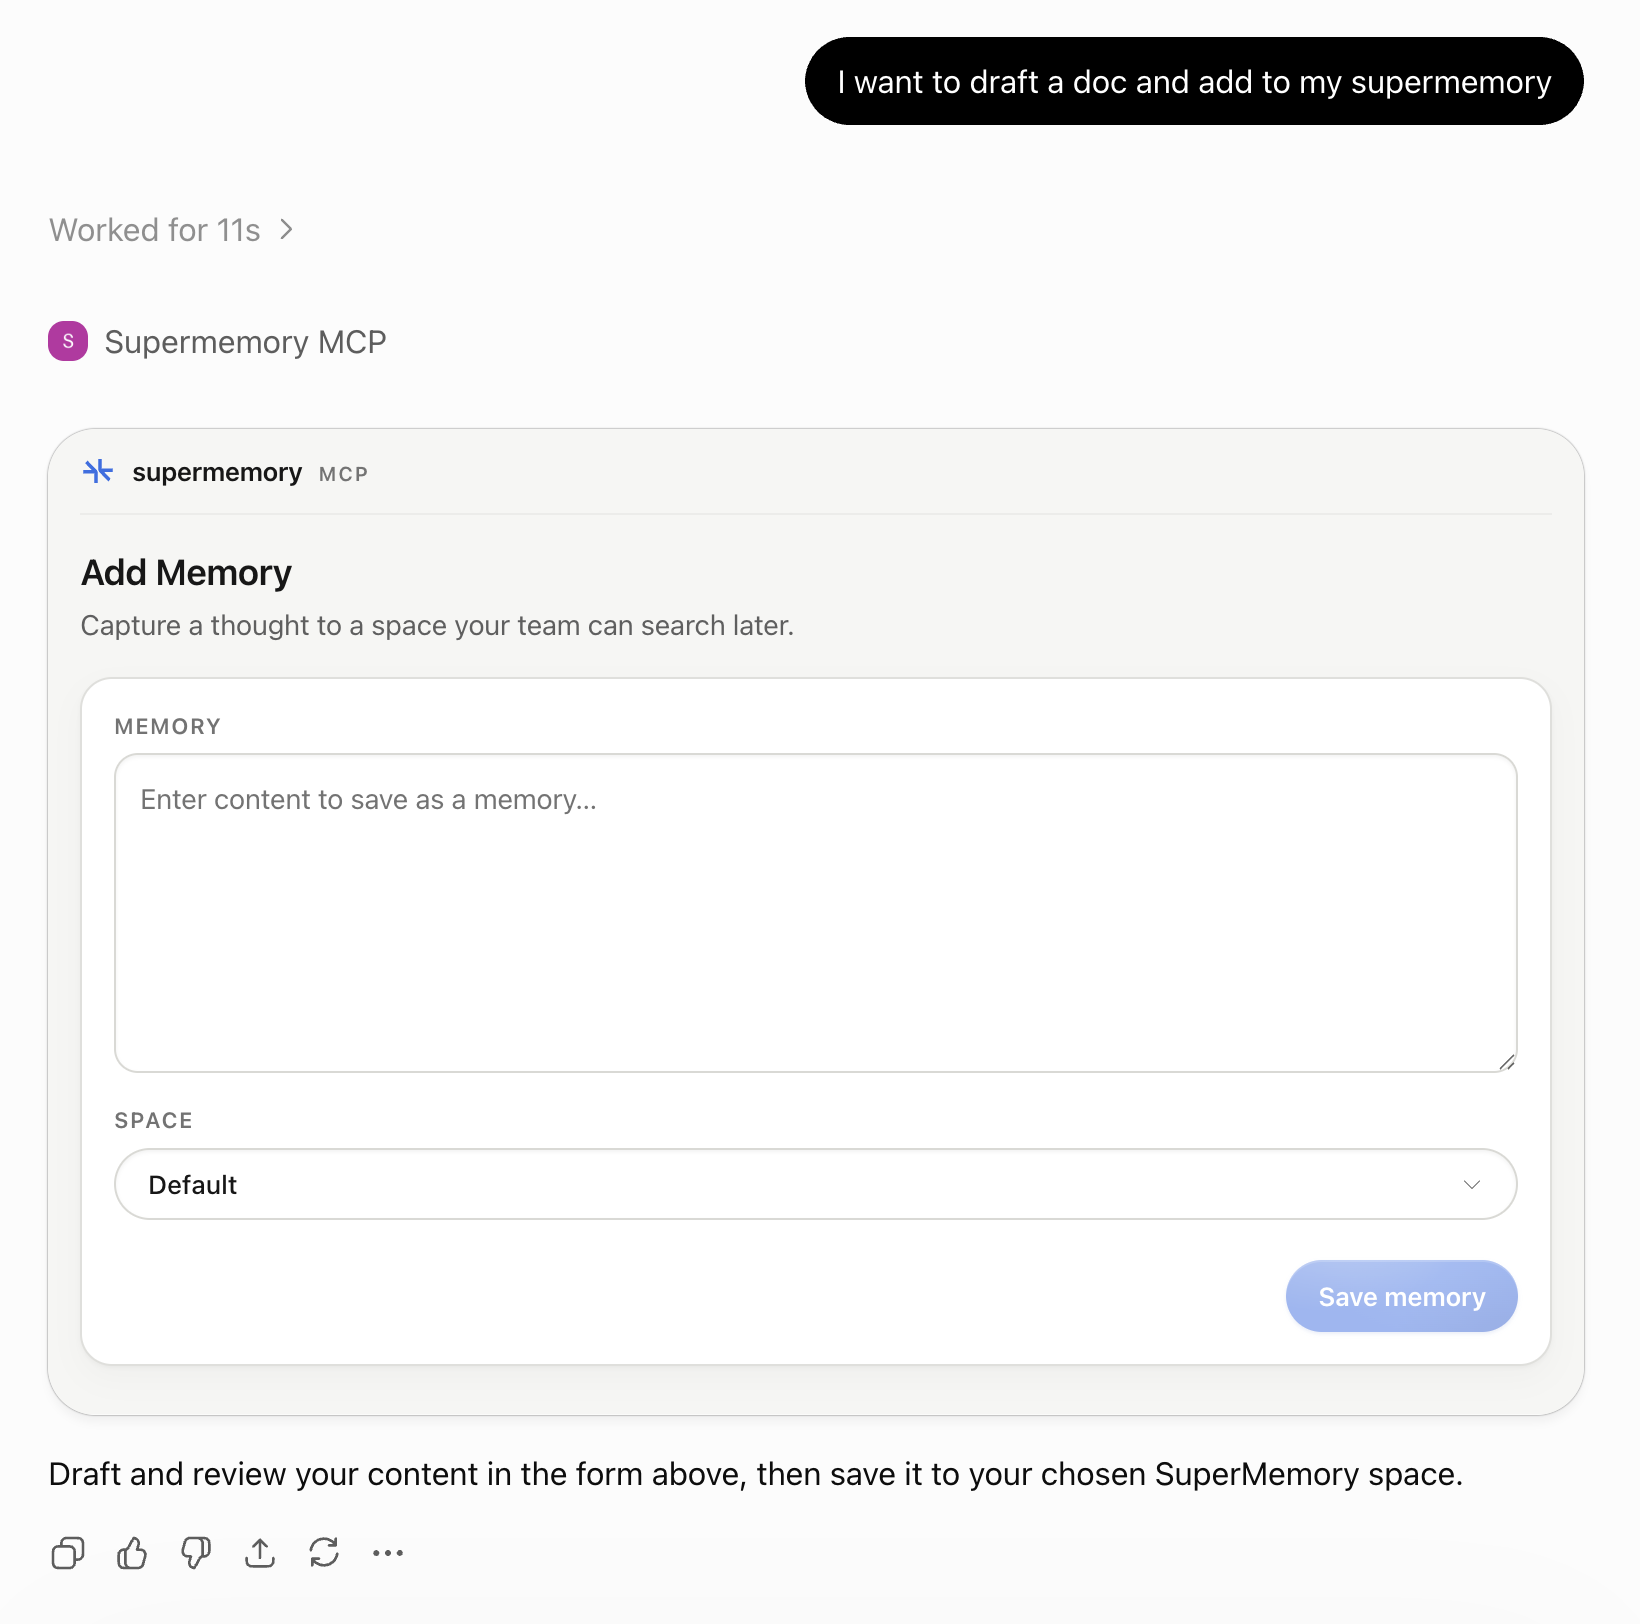 I want to draft a doc and add to my supermemory
Worked for 11s
S
Supermemory MCP
supermemory MCP
Add Memory
Capture a thought to a space your team can search later.
MEMORY
Enter content to save as a memory...
SPACE
Default
Save memory
Draft and review your content in the form above, then save it to your chosen SuperMemory space.